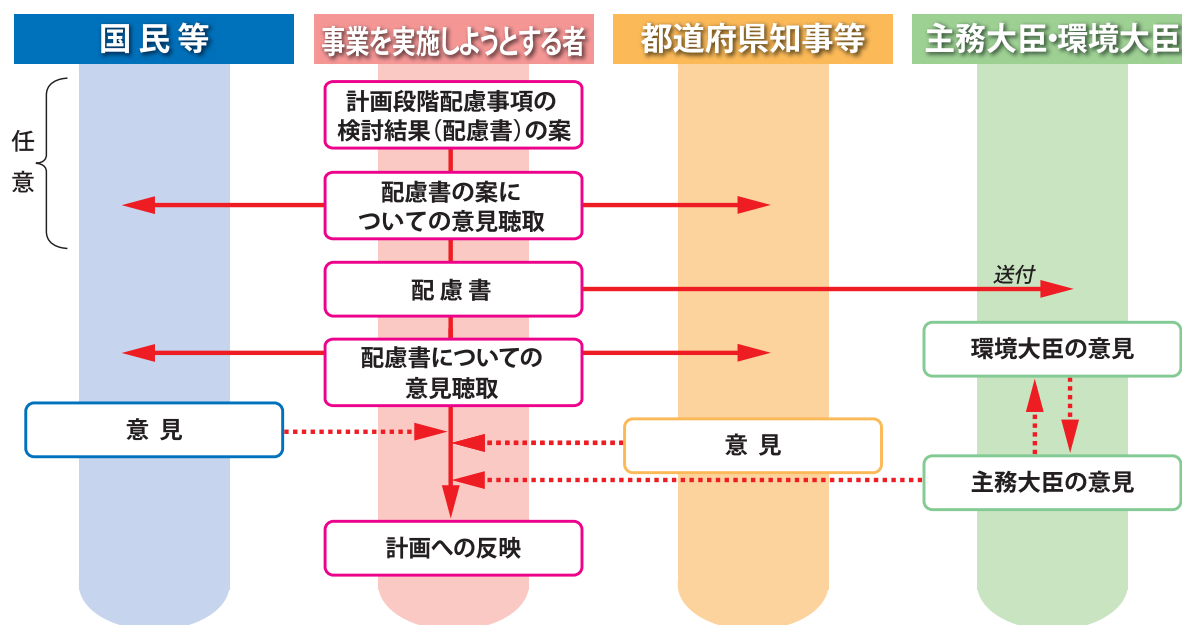 国民等
事業を実施しようとする者
都道府県知事等
主務大臣・環境大臣
任意
計画段階配慮事項の
検討結果（配慮書）の案
配慮書の案に
ついての意見聴取
配慮書
送付
配慮書についての
意見聴取
環境大臣の意見
意見
意見
主務大臣の意見
計画への反映